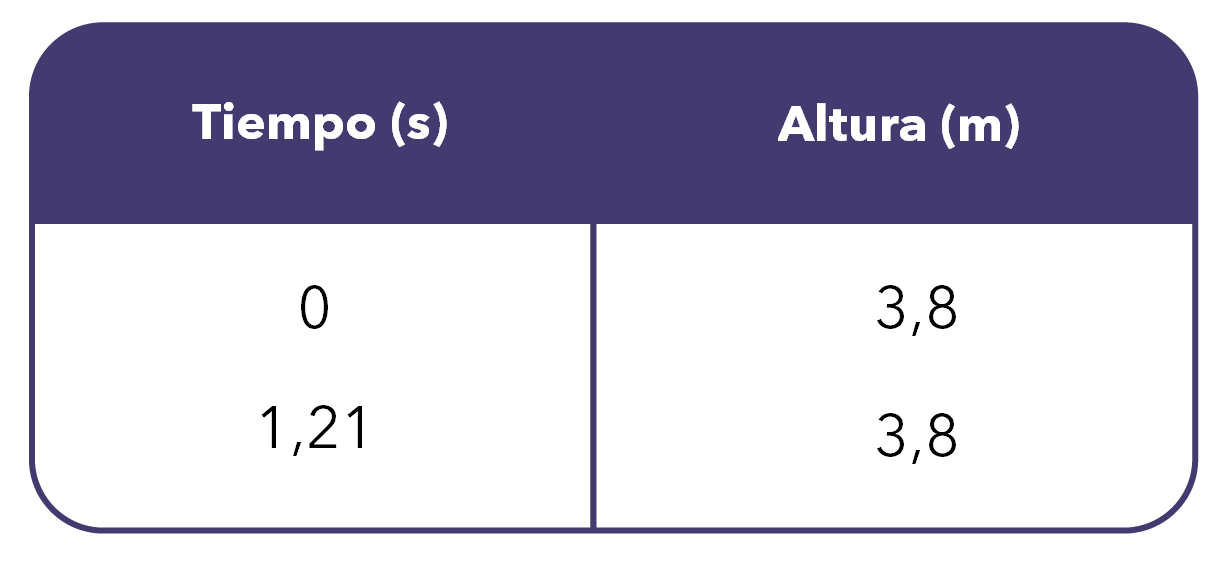 Tiempo (s) Altura (m)
0 3,8
1,21 3,8